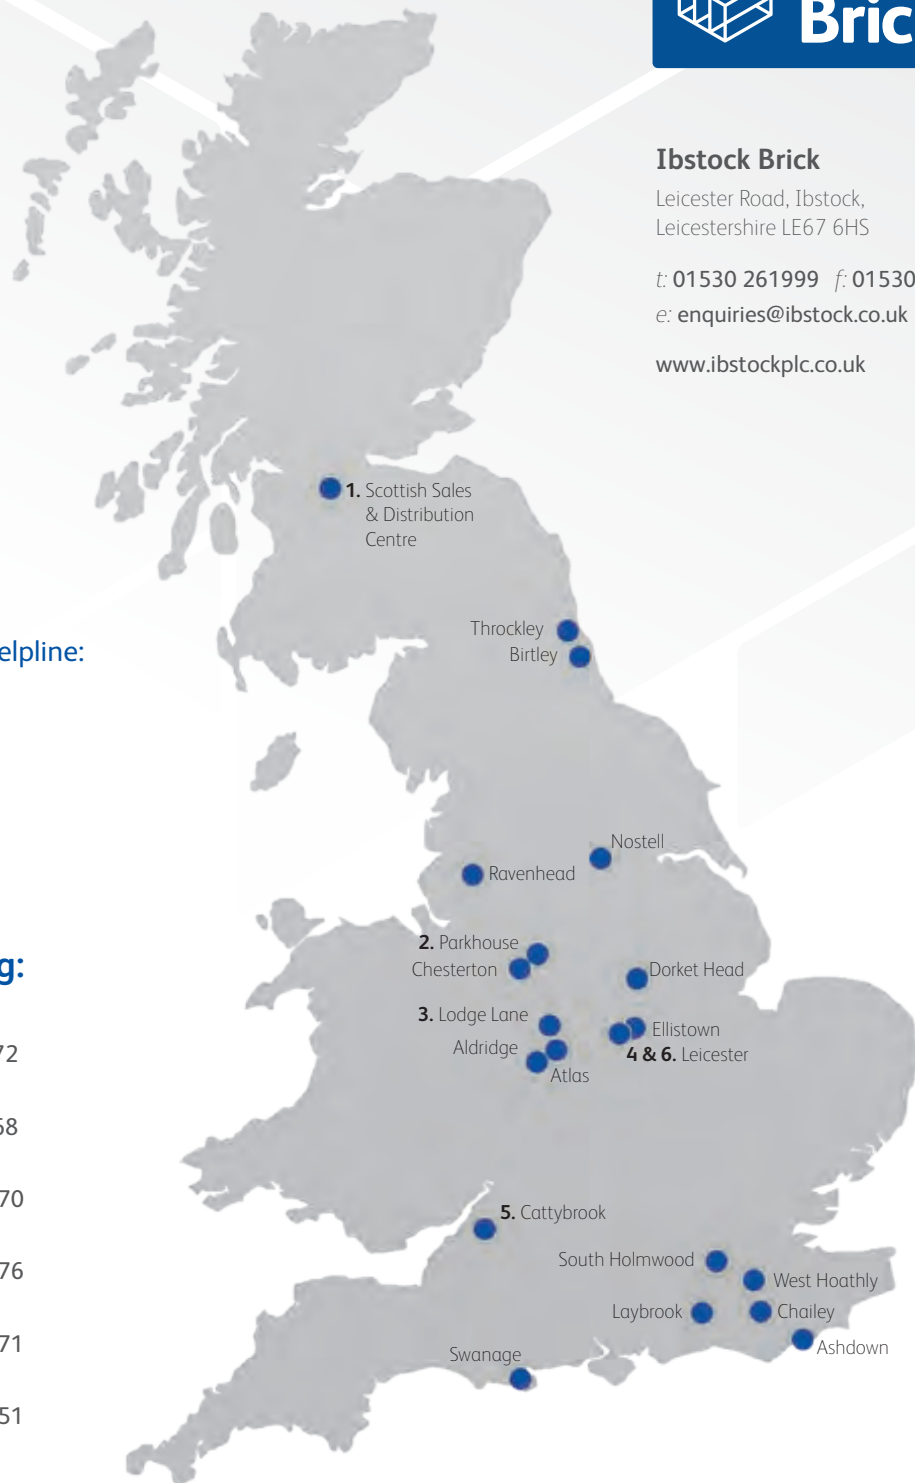 Bric
Ibstock Brick
Leicester Road, Ibstock,
Leicestershire LE67 6HS
t: 01530 261999 f: 01530
e: enquiries@ibstock.co.uk
www.ibstockplc.co.uk
1. Scottish Sales
& Distribution
Centre
Throckley
Birtley
elpline:
Nostell
Ravenhead
2. Parkhouse
Chesterton
Dorket Head
g:
3. Lodge Lane
Ellistown
Aldridge
4 & 6. Leicester
Atlas
72
68
70
5. Cattybrook
South Holmwood
76
West Hoathly
Laybrook
Chailey
71
Ashdown
Swanage
51